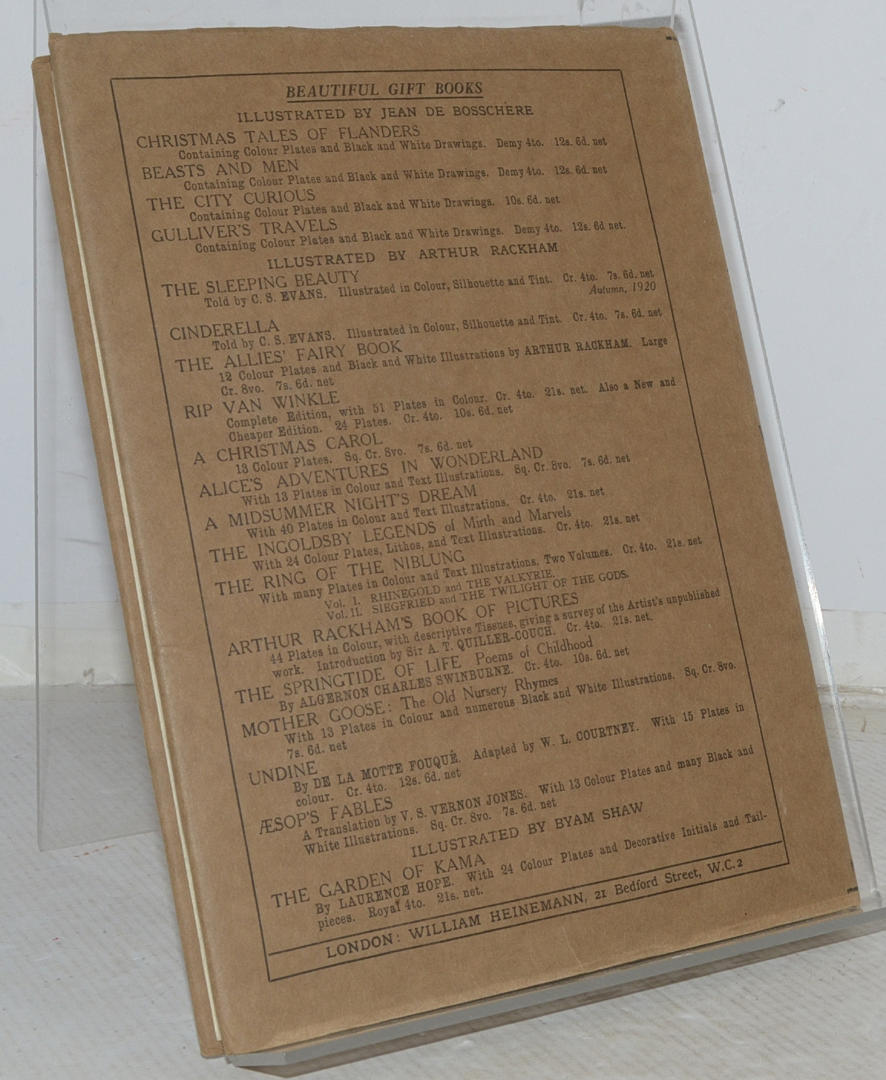 BEAUTIFUL GIFT BOOKS
ILLUSTRATED BY JEAN DE BOSSCHÈRE
CHRISTMAS TALES OF FLANDERS
Containing Colour Plates and Black and White Drawings. Demy 4to. 12s. 6d. net
BEASTS AND MEN
Containing Colour Plates and Black and White Drawings. Demy 4to. 12s. 6d. net
THE CITY CURIOUS
Containing Colour Plates and Black and White Drawings. 10s. 6d. net
GULLIVER'S TRAVELS
Containing Colour Plates and Black and White Drawings. Demy 4to. 12s. 6d net.
ILLUSTRATED BY ARTHUR RACKHAM
THE SLEEPING BEAUTY
Told by C. S. EVANS. Illustrated in Colour, Silhouette and Tint. Cr. 4to. 7s. 6d. net
Autumn, 1920
CINDERELLA
Told by C. S. EVANS. Illustrated in Colour, Silhouette and Tint. Cr. 4to. 7s. 6d. net
THE ALLIES' FAIRY BOOK
12 Colour Plates and Black and White Illustrations by ARTHUR RACKHAM. Large
Cr. 8vo. 7s. 6d. net
RIP VAN WINKLE
Complete Edition, with 51 Plates in Colour. Cr. 4to. 21s. net. Also a New and
Cheaper Edition. 24 Plates. Cr. 4to. 10s. 6d. net
A CHRISTMAS CAROL
13 Colour Plates. Sq. Cr. 8vo. 7s. 6d. net
ALICE'S ADVENTURES IN WONDERLAND
With 13 Plates in Colour and Text Illustrations. Sq. Cr. 8vo. 7s. 6d. net
A MIDSUMMER NIGHT'S DREAM
With 40 Plates in Colour and Text Illustrations. Cr. 4to. 21s. net
THE INGOLDSBY LEGENDS of Mirth and Marvels
With 24 Colour Plates, Lithos, and Text Illustrations. Cr. 4to. 21s. net
THE RING OF THE NIBLUNG
With many Plates in Colour and Text Illustrations, Two Volumes. Cr. 4to. 21s. net
Vol. I. RHINEGOLD and THE VALKYRIE.
Vol. II. SIEGFRIED and THE TWILIGHT OF THE GODS.
ARTHUR RACKHAM'S BOOK OF PICTURES
44 Plates in Colour, with descriptive Tissues, giving a survey of the Artist's unpublished
work. Introduction by Sir A. T. QUILLER-COUCH. Cr. 4to. 21s. net.
THE SPRINGTIDE OF LIFE Poems of Childhood
By ALGERNON CHARLES SWINBURNE. Cr. 4to. 10s. 6d. net
MOTHER GOOSE: The Old Nursery Rhymes
With 13 Plates in Colour and numerous Black and White Illustrations. Sq. Cr. 8vo.
7s. 6d. net
UNDINE
By DE LA MOTTE FOUQUÉ. Adapted by W. L. COURTNEY. With 15 Plates in
colour. Cr. 4to. 12s. 6d. net
ÆSOP'S FABLES
A Translation by V. S. VERNON JONES. With 13 Colour Plates and many Black and
White Illustrations. Sq. Cr. 8vo. 7s. 6d. net
ILLUSTRATED BY BYAM SHAW
THE GARDEN OF KAMA
By LAURENCE HOPE. With 24 Colour Plates and Decorative Initials and Tail-
pieces. Royal 4to. 21s. net.
LONDON: WILLIAM HEINEMANN, 21 Bedford Street, W.C.2